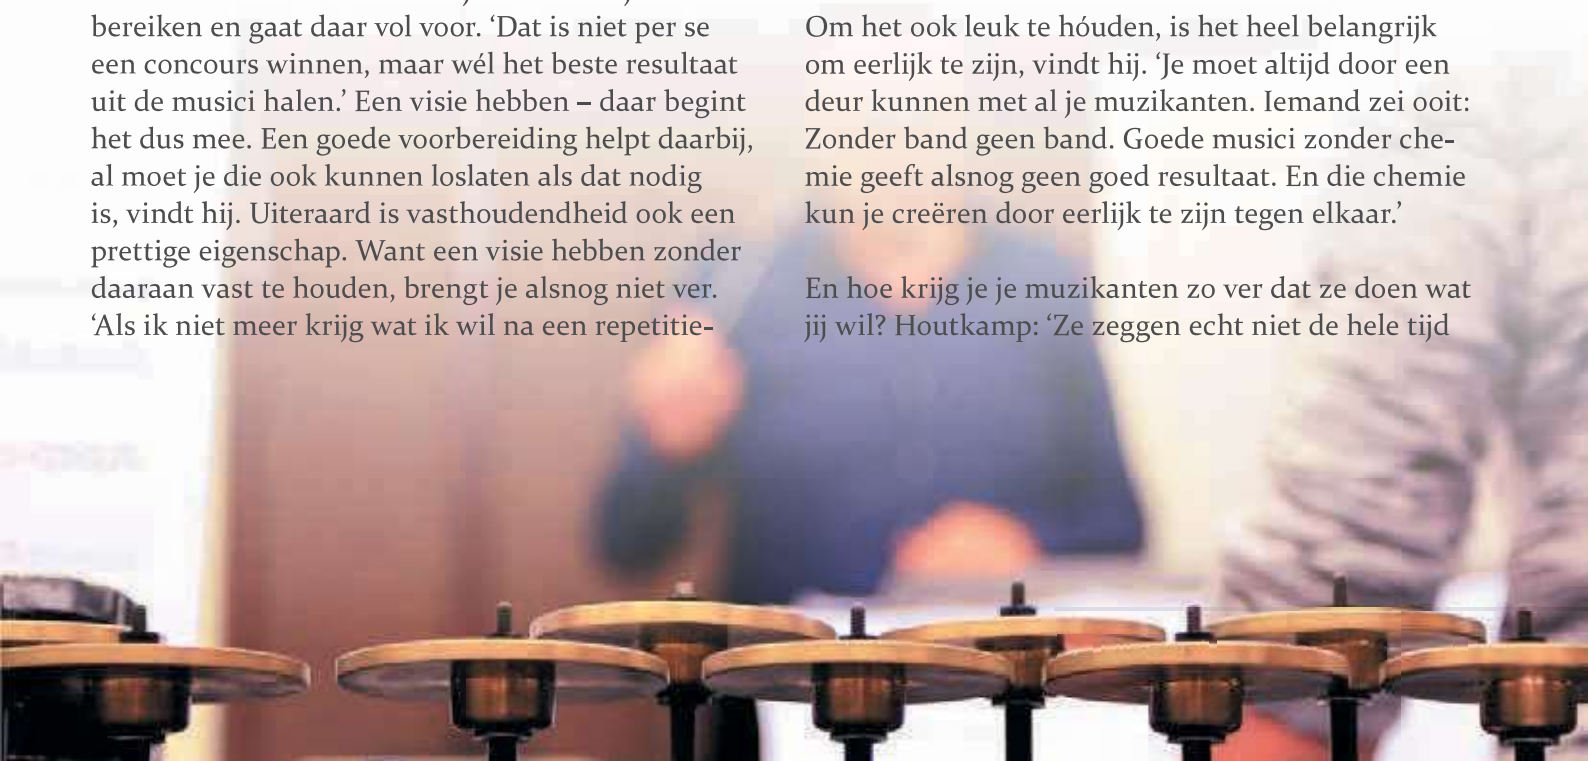 bereiken en gaat daar vol voor. ‘Dat is niet per se
een concours winnen, maar wél het beste resultaat
uit de musici halen.’ Een visie hebben – daar begint
het dus mee. Een goede voorbereiding helpt daarbij,
al moet je die ook kunnen loslaten als dat nodig
is, vindt hij. Uiteraard is vasthoudendheid ook een
prettige eigenschap. Want een visie hebben zonder
daaraan vast te houden, brengt je alsnog niet ver.
‘Als ik niet meer krijg wat ik wil na een repetitie-
Om het ook leuk te hóuden, is het heel belangrijk
om eerlijk te zijn, vindt hij. ‘Je moet altijd door een
deur kunnen met al je muzikanten. Iemand zei ooit:
Zonder band geen band. Goede musici zonder che-
mie geeft alsnog geen goed resultaat. En die chemie
kun je creëren door eerlijk te zijn tegen elkaar.’
En hoe krijg je je muzikanten zo ver dat ze doen wat
jij wil? Houtkamp: ‘Ze zeggen echt niet de hele tijd